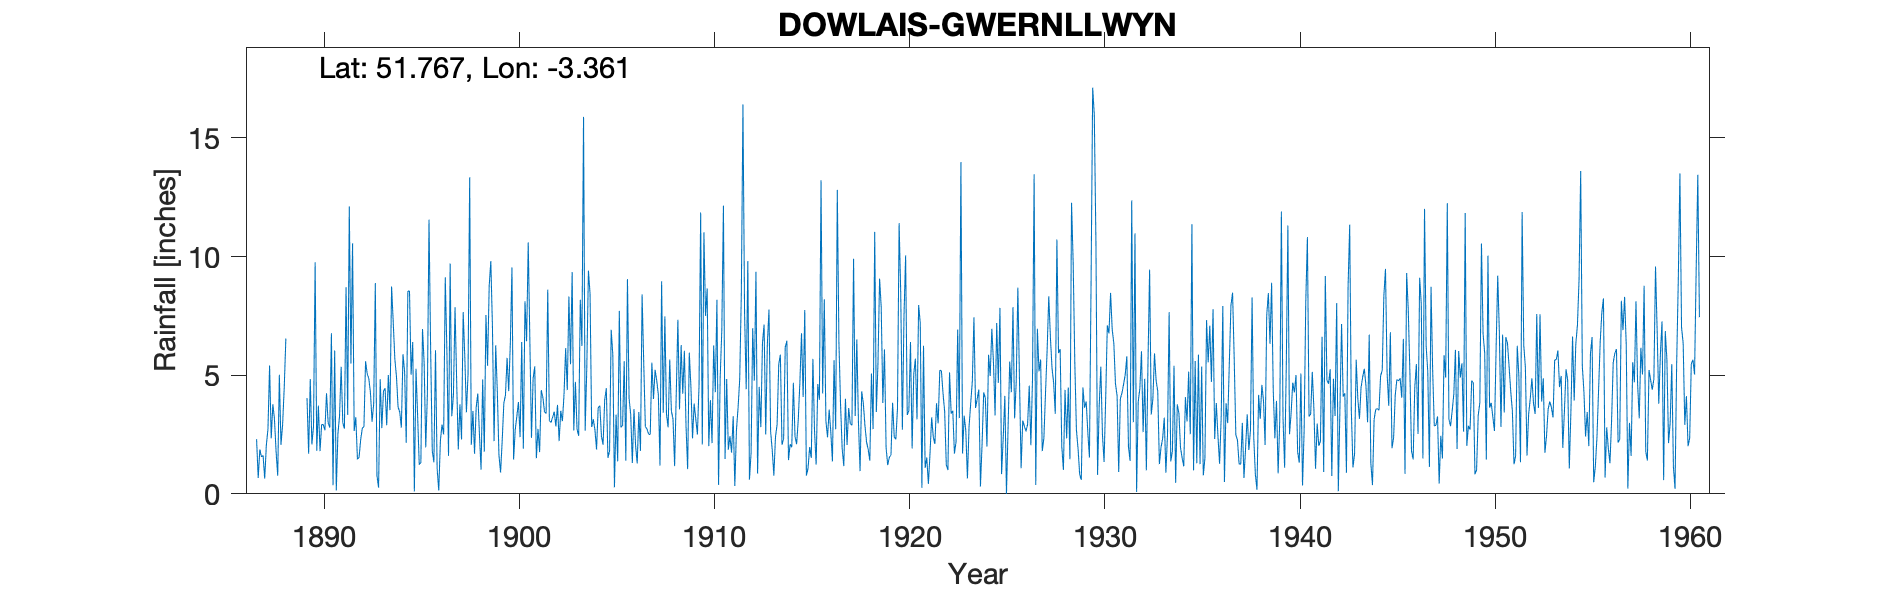 DOWLAIS-GWERNLLWYN
Lat: 51.767, Lon: -3.361
15
10
5
0
Rainfall [inches]
1890 1900 1910 1920 1930 1940 1950 1960
Year